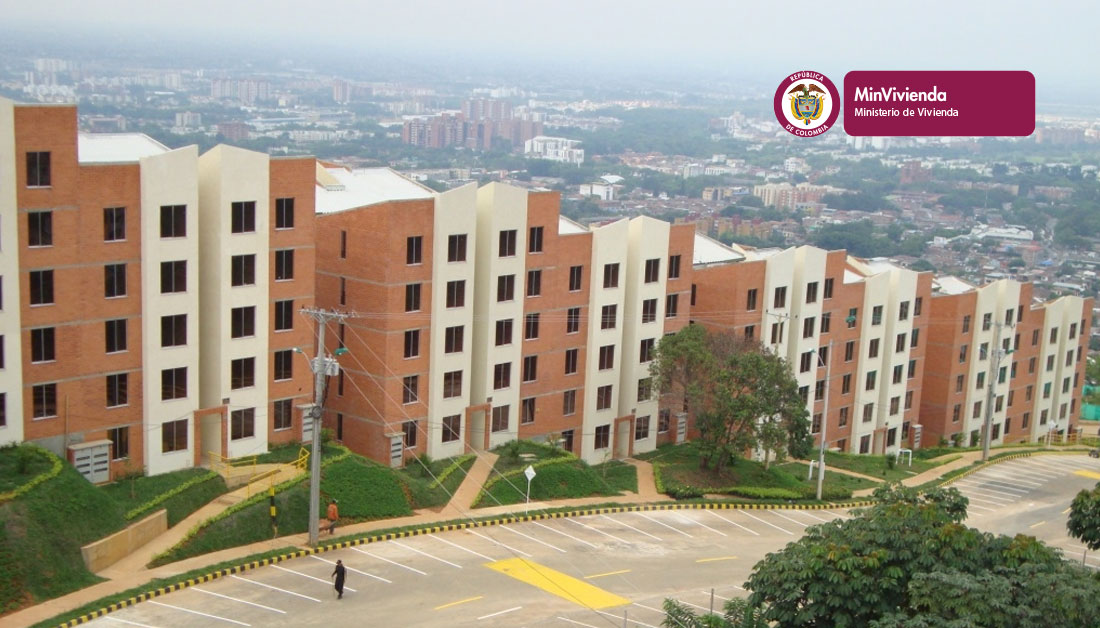 REPÚBLICA
DE COLOMBIA
MinVivienda
Ministerio de Vivienda